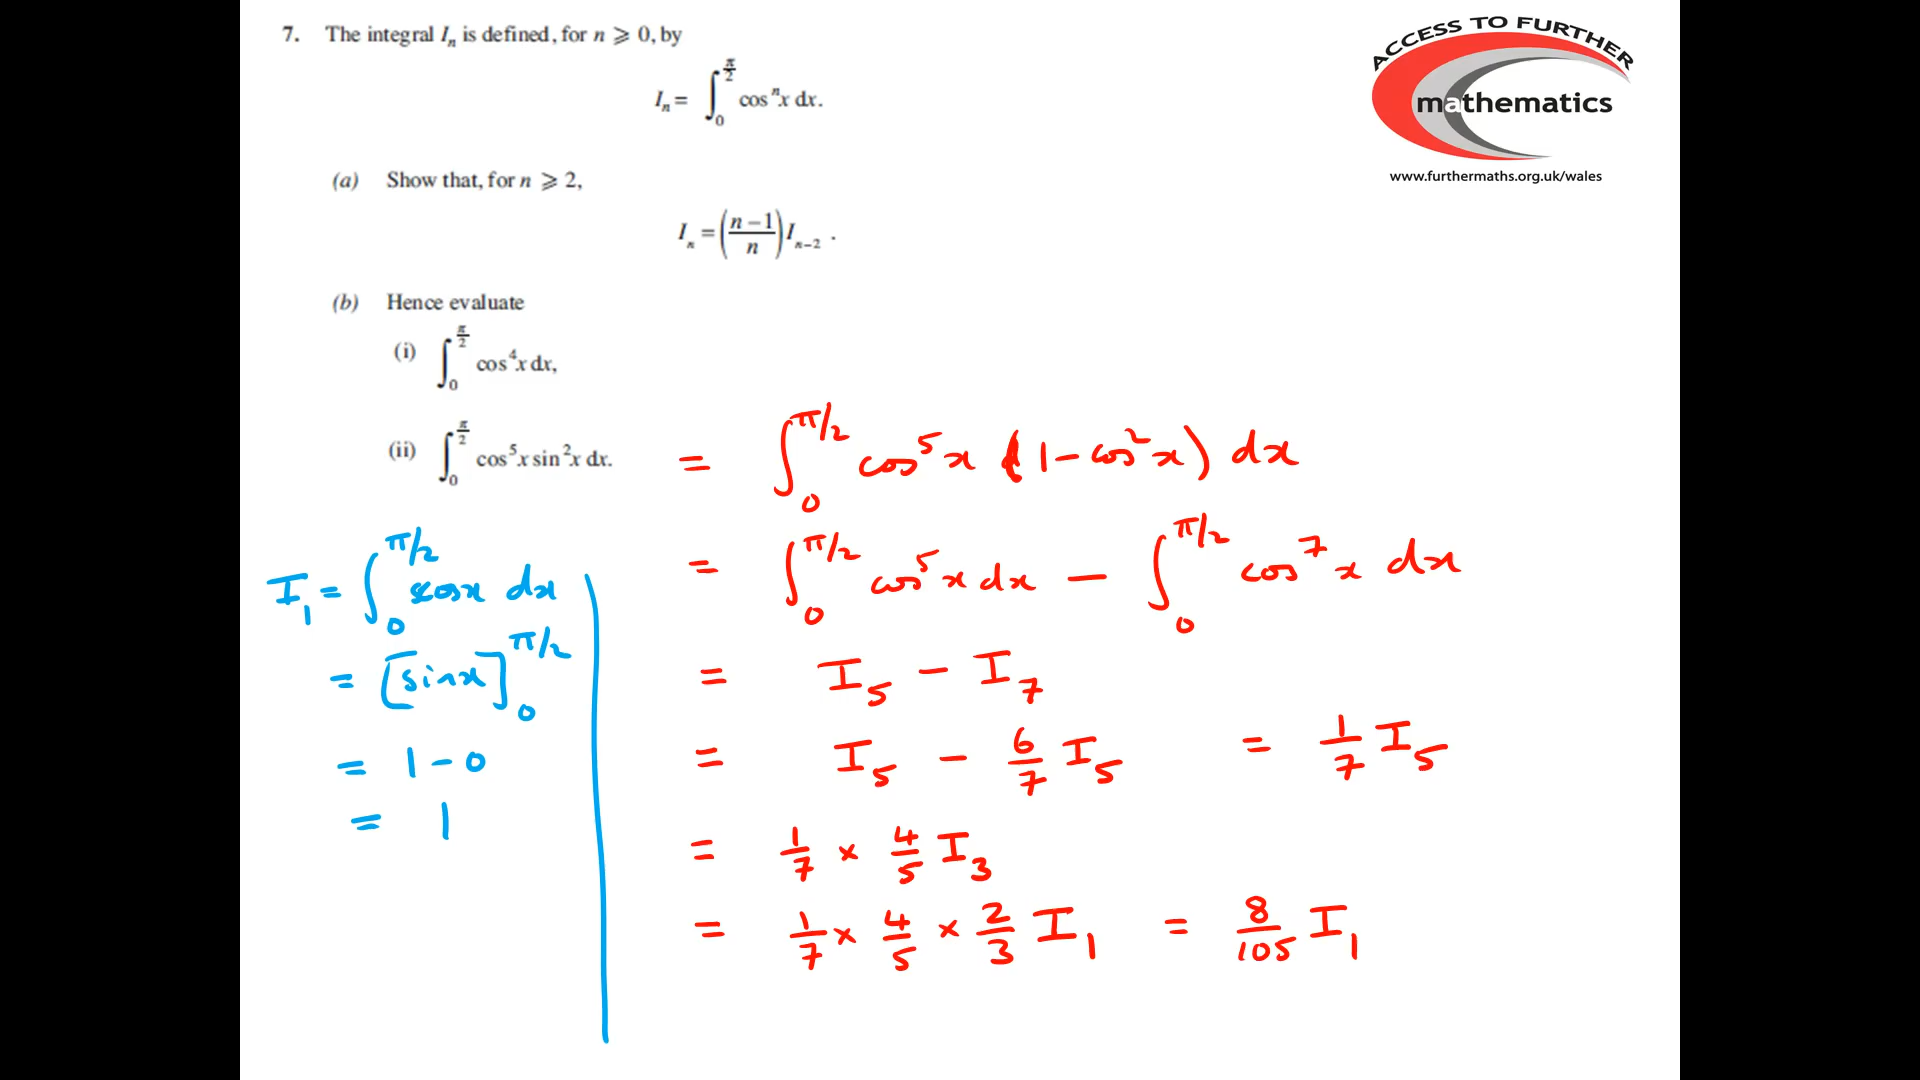 7. The integral Iₙ is defined, for n ⩾ 0, by
Iₙ = ∫₀^(π/2) cosⁿx dx.
(a) Show that, for n ⩾ 2,
Iₙ = ((n−1)/n) Iₙ₋₂ .
(b) Hence evaluate
(i) ∫₀^(π/2) cos⁴x dx,
(ii) ∫₀^(π/2) cos⁵x sin²x dx.
= ∫₀^(π/2) cos⁵x (1 − cos²x) dx
= ∫₀^(π/2) cos⁵x dx − ∫₀^(π/2) cos⁷x dx
= I₅ − I₇
= I₅ − 6/7 I₅ = 1/7 I₅
= 1/7 × 4/5 I₃
= 1/7 × 4/5 × 2/3 I₁ = 8/105 I₁
I₁ = ∫₀^(π/2) cosx dx
= [sinx]₀^(π/2)
= 1 − 0
= 1
ACCESS TO FURTHER
mathematics
www.furthermaths.org.uk/wales